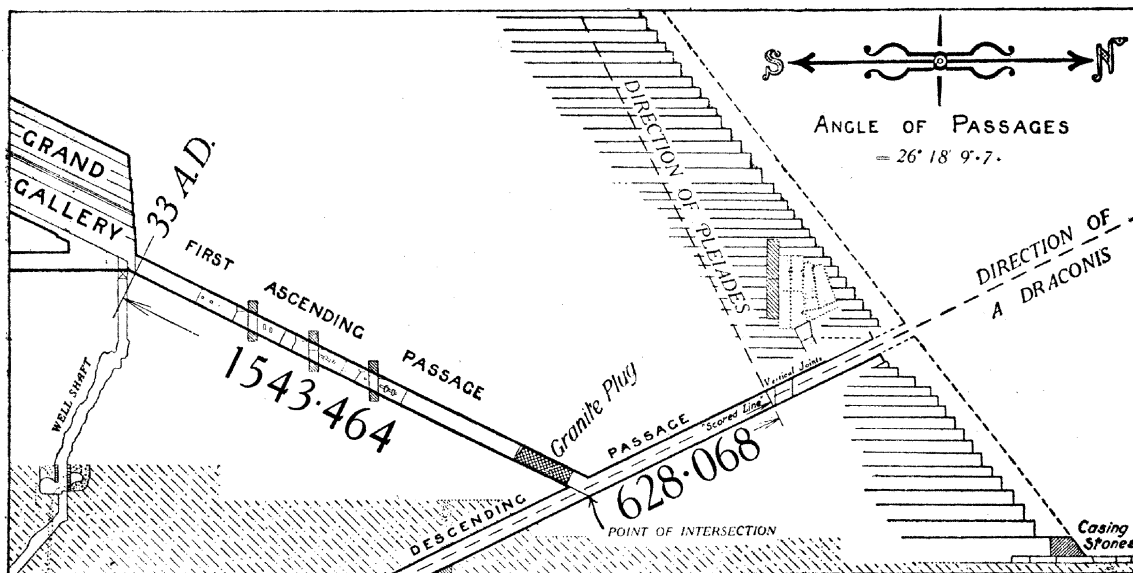 S
N
ANGLE OF PASSAGES
= 26° 18' 9"·7·
GRAND
GALLERY
33 A.D.
FIRST
ASCENDING
PASSAGE
1543·464
WELL SHAFT
Granite Plug
DIRECTION OF PLEIADES
DIRECTION OF
A DRACONIS
Vertical Joints
"Scored Line"
DESCENDING
PASSAGE
628·068
POINT OF INTERSECTION
Casing
Stones